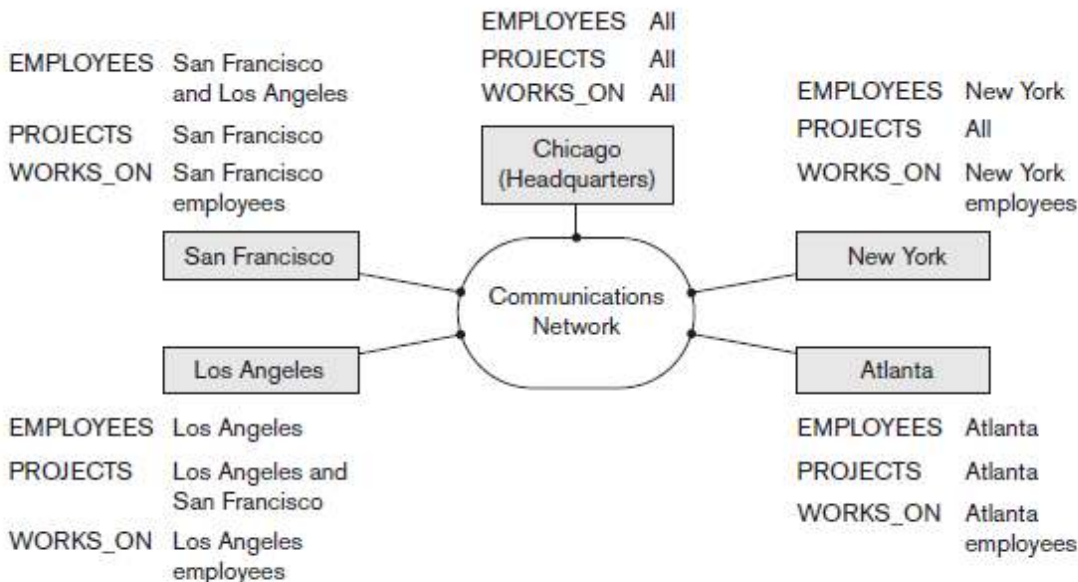 EMPLOYEES All
PROJECTS All
WORKS_ON All
Chicago
(Headquarters)
EMPLOYEES San Francisco
and Los Angeles
PROJECTS San Francisco
WORKS_ON San Francisco
employees
San Francisco
EMPLOYEES New York
PROJECTS All
WORKS_ON New York
employees
New York
Communications
Network
Los Angeles
EMPLOYEES Los Angeles
PROJECTS Los Angeles and
San Francisco
WORKS_ON Los Angeles
employees
Atlanta
EMPLOYEES Atlanta
PROJECTS Atlanta
WORKS_ON Atlanta
employees